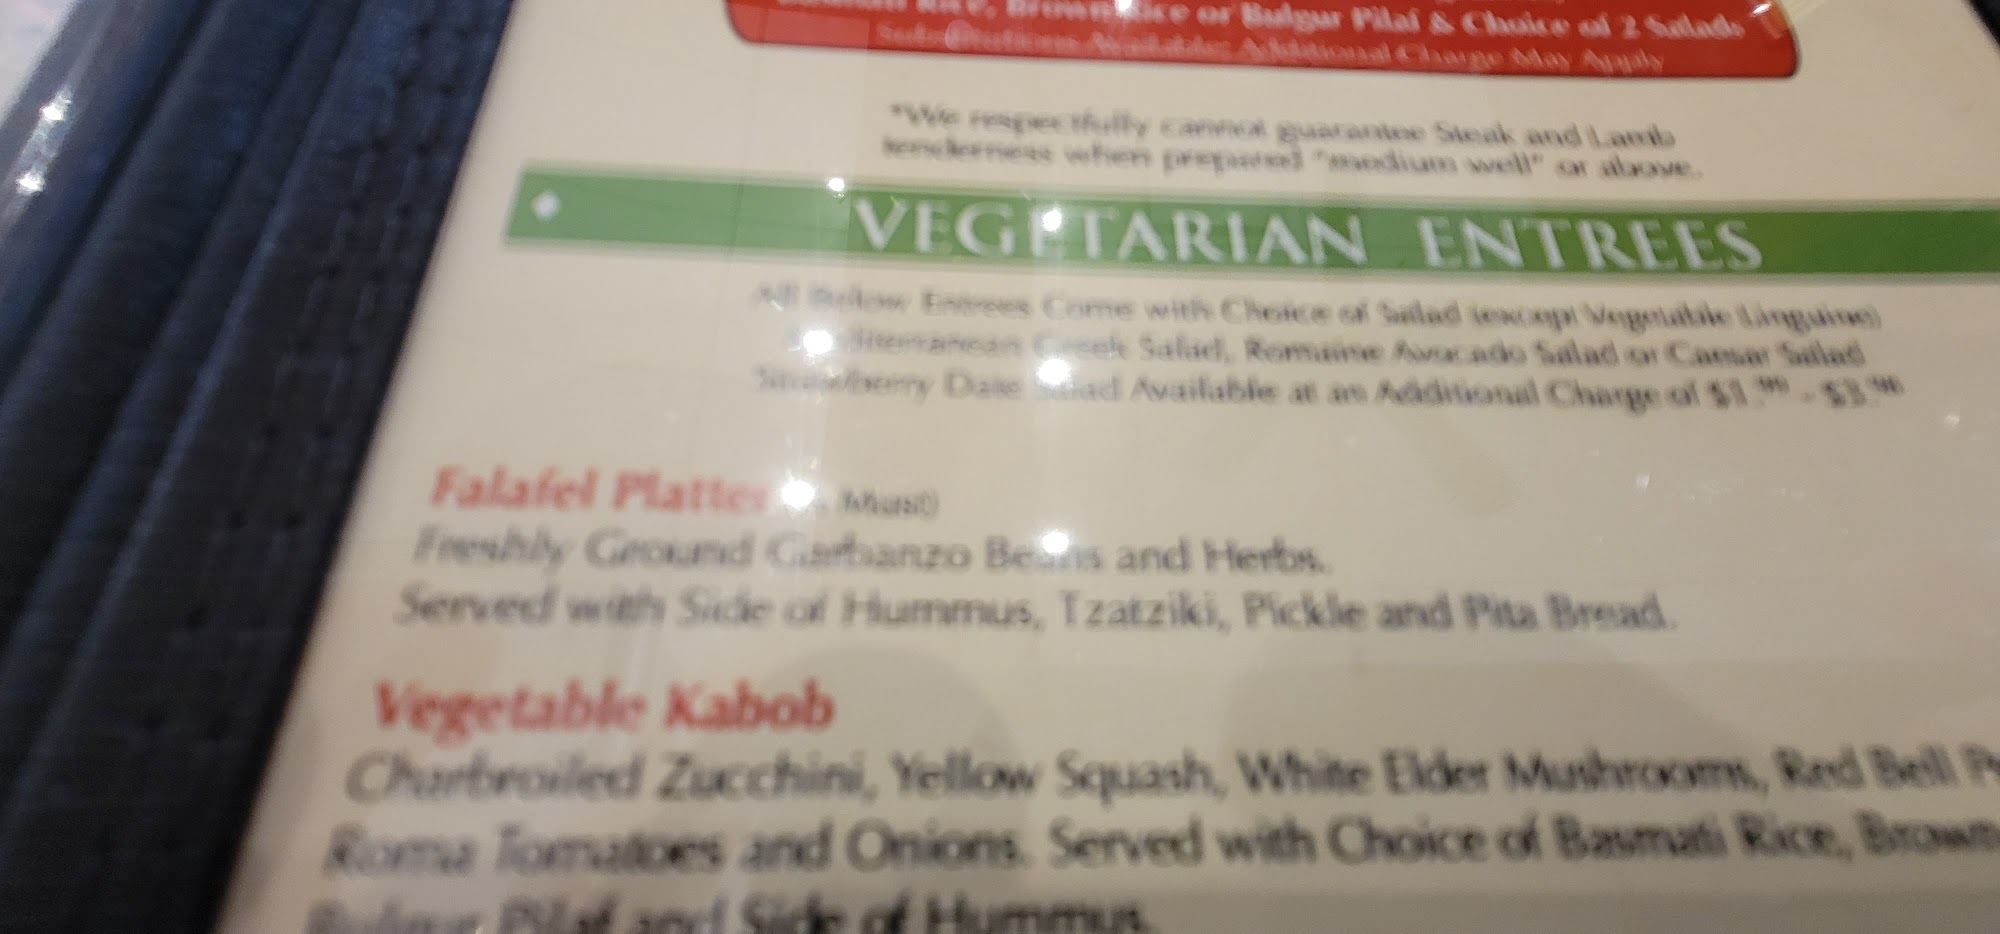 Basmati Rice, Brown Rice or Bulgur Pilaf & Choice of 2 Salads
Substitutions Available; Additional Charge May Apply
*We respectfully cannot guarantee Steak and Lamb
tenderness when prepared "medium well" or above.
VEGETARIAN ENTREES
All Below Entrees Come with Choice of Salad (except Vegetable Linguine)
Mediterranean Greek Salad, Romaine Avocado Salad or Caesar Salad
Strawberry Date Salad Available at an Additional Charge of
Falafel Platter Must)
Freshly Ground Garbanzo Beans and Herbs.
Served with Side of Hummus, Tzatziki, Pickle and Pita Bread.
Vegetable Kabob
Charbroiled Zucchini, Yellow Squash, White Elder Mushrooms, Red Bell
Roma Tomatoes and Onions. Served with Choice of Basmati Rice, Brown
Bulgur Pilaf and Side of Hummus.